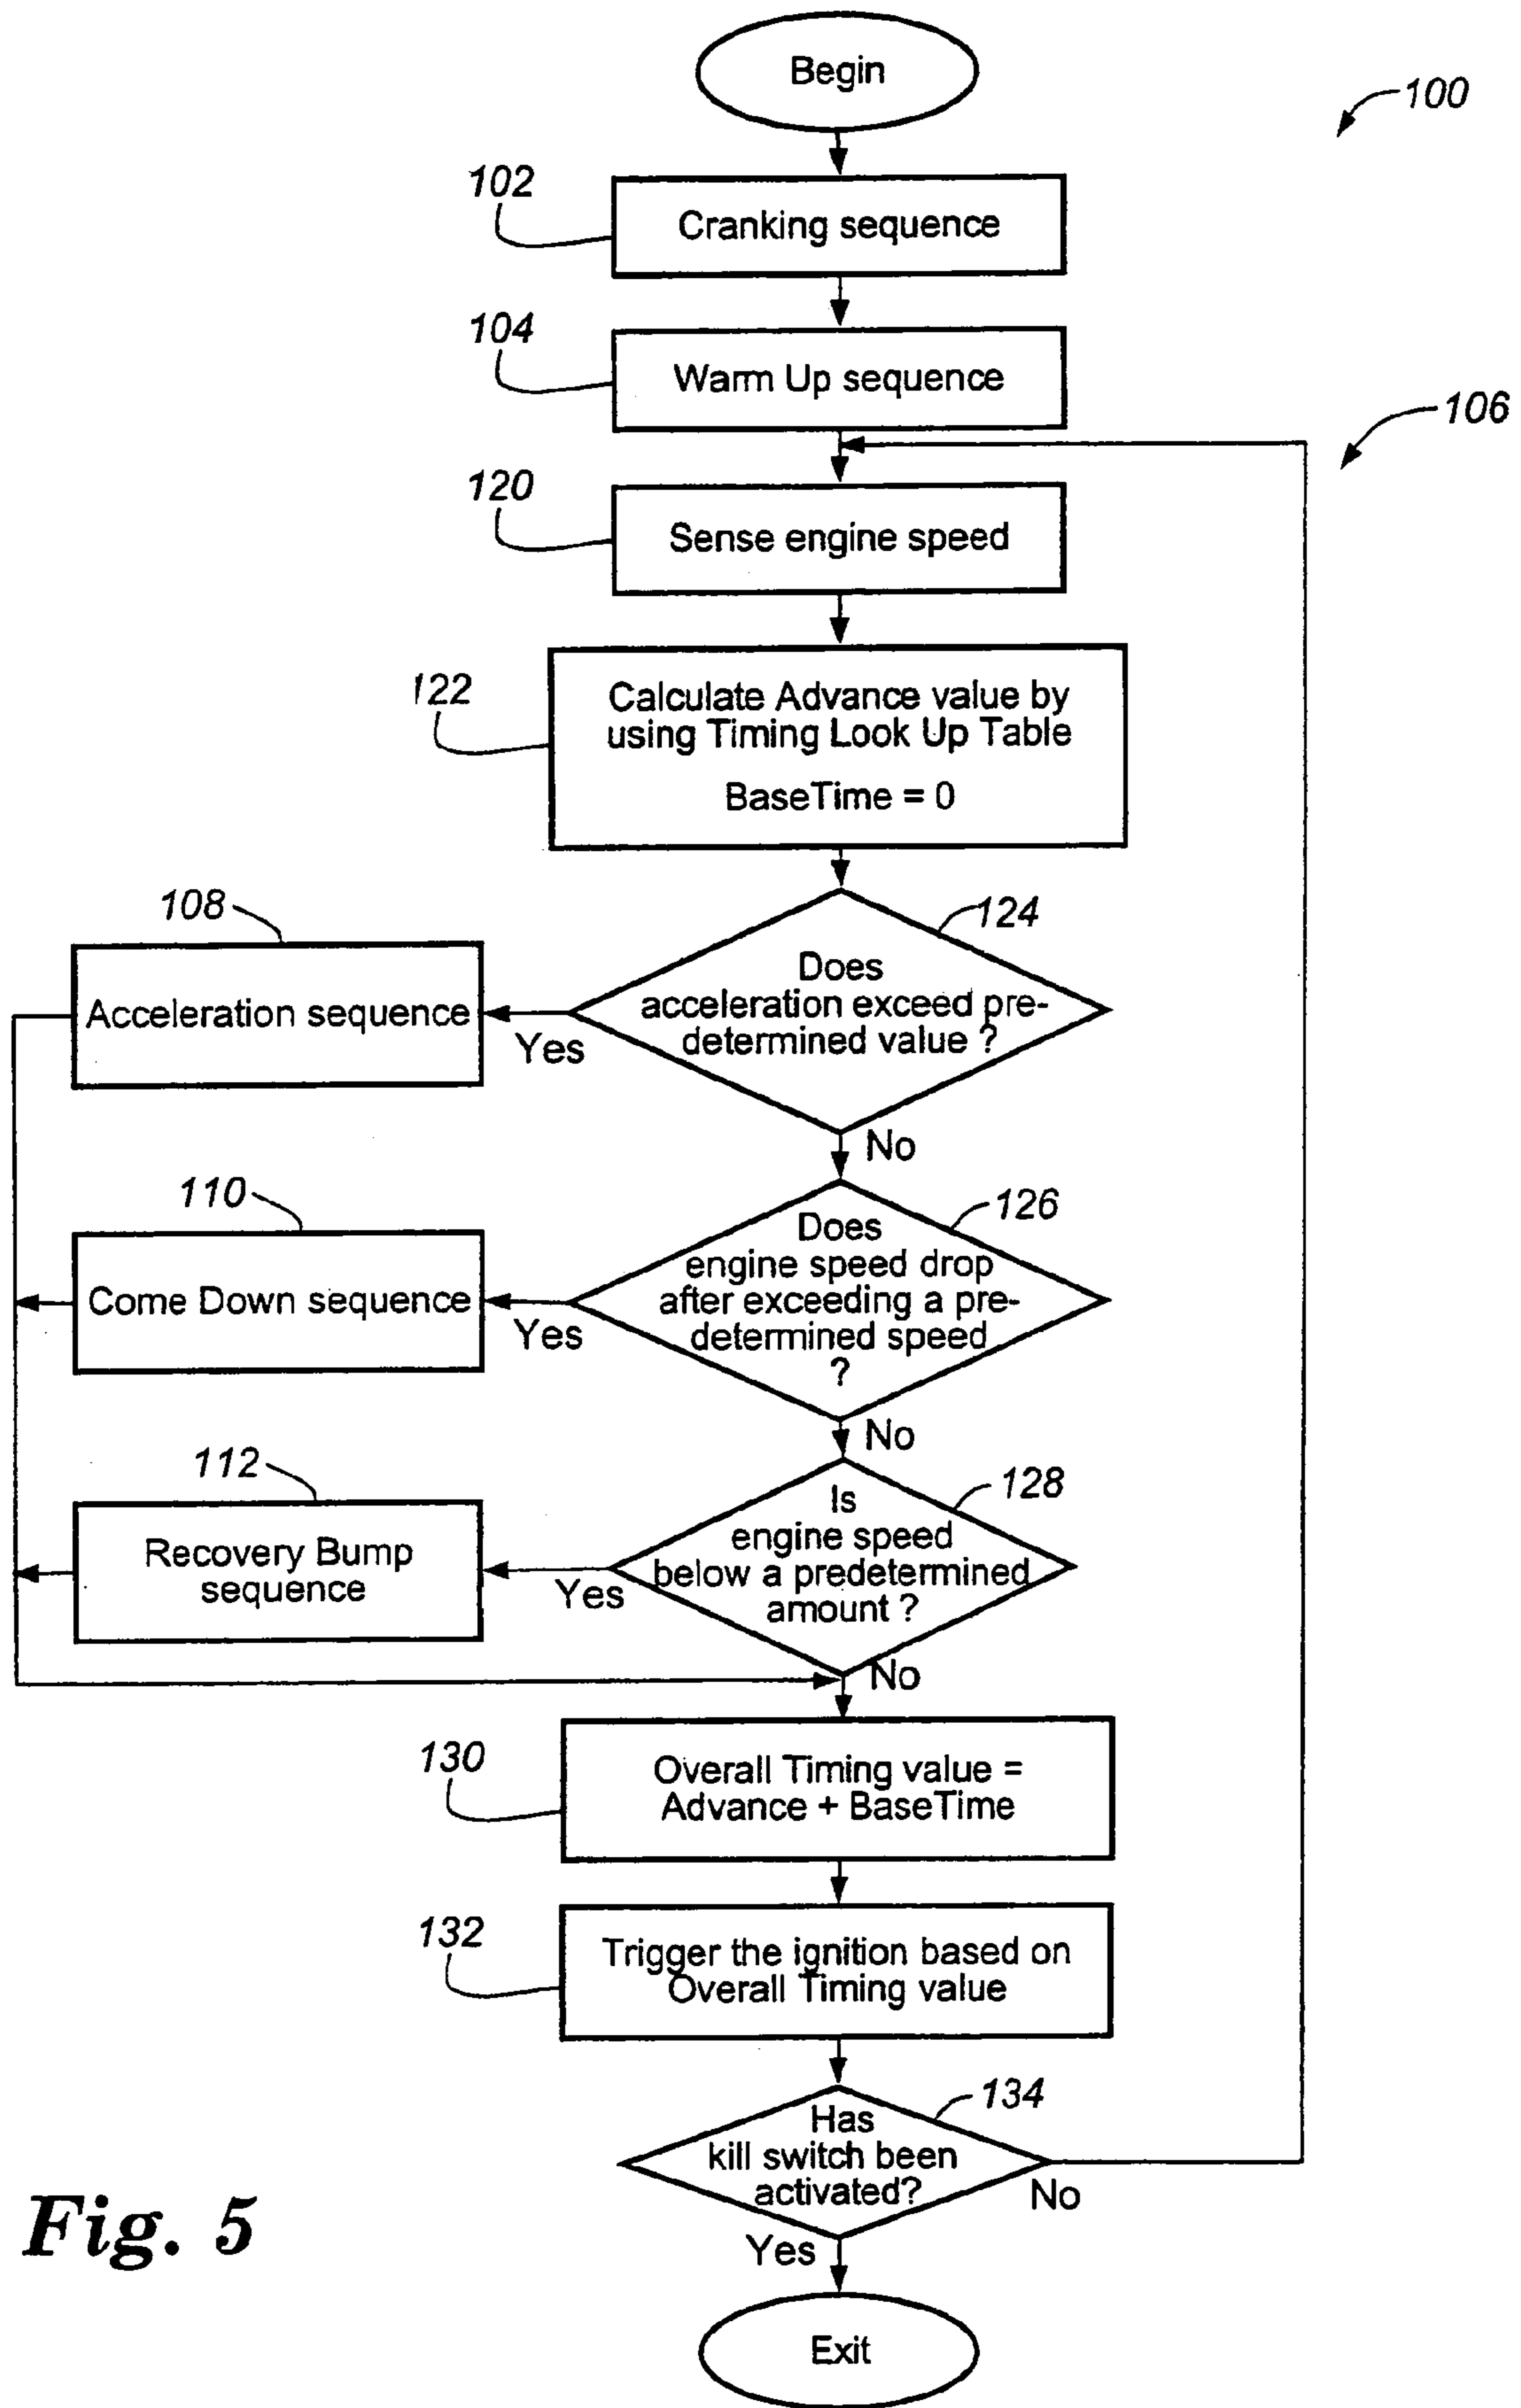 Begin
100
102
Cranking sequence
104
Warm Up sequence
106
120
Sense engine speed
122
Calculate Advance value by
using Timing Look Up Table
BaseTime = 0
108
124
Does
acceleration exceed pre-
determined value ?
Acceleration sequence
Yes
No
110
126
Does
engine speed drop
after exceeding a pre-
determined speed
?
Come Down sequence
Yes
No
112
128
Is
engine speed
below a predetermined
amount ?
Recovery Bump
sequence
Yes
No
130
Overall Timing value =
Advance + BaseTime
132
Trigger the ignition based on
Overall Timing value
134
Has
kill switch been
activated?
No
Yes
Fig. 5
Exit